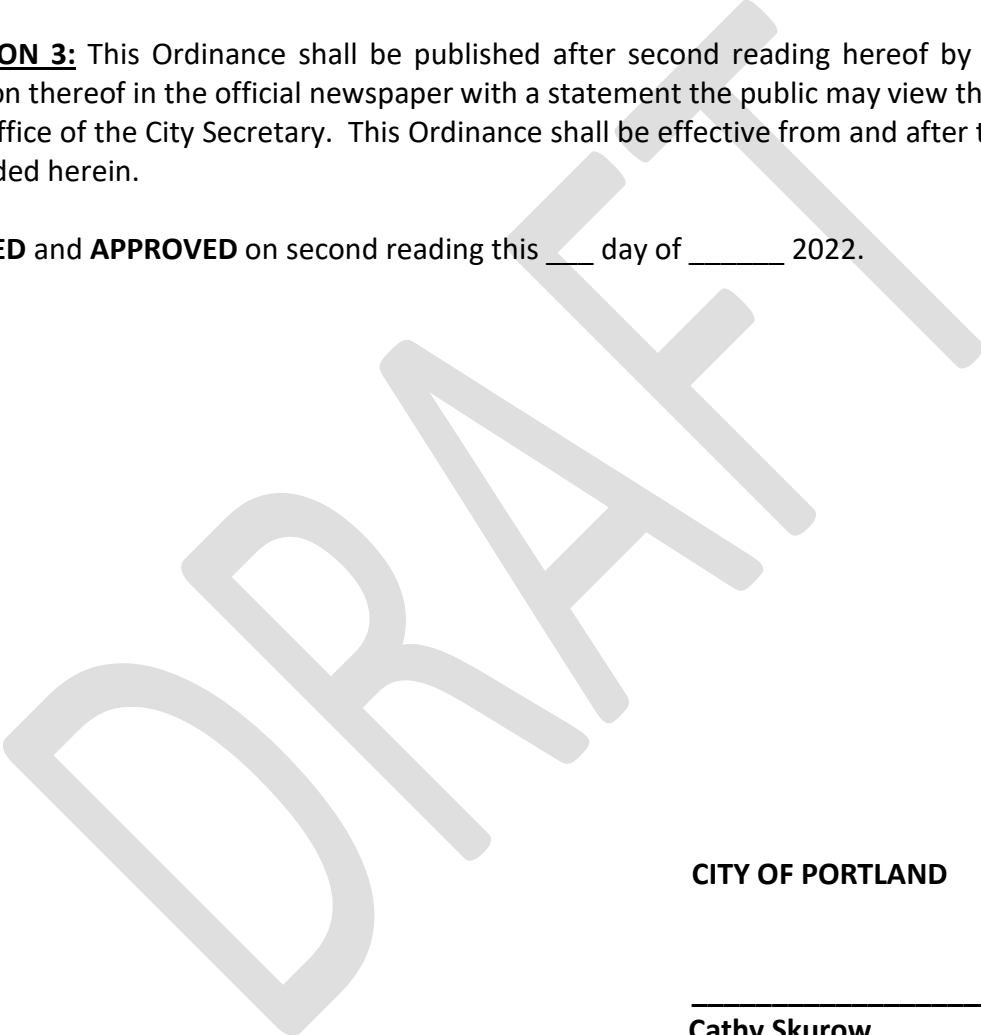 ON 3: This Ordinance shall be published after second reading hereof by
on thereof in the official newspaper with a statement the public may view th
ffice of the City Secretary. This Ordinance shall be effective from and after t
ded herein.
ED and APPROVED on second reading this ___ day of ______ 2022.
DRAFT
CITY OF PORTLAND
Cathy Skurow